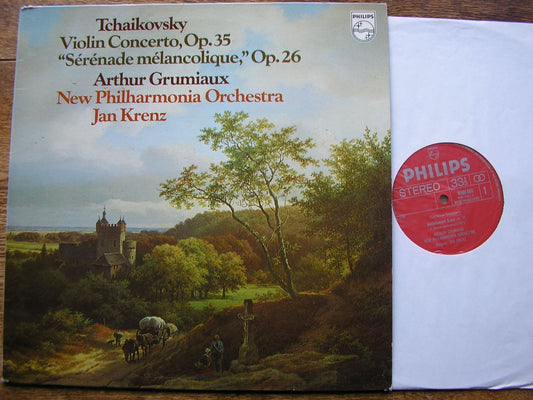 PHILIPS
Tchaikovsky
Violin Concerto, Op.35
“Sérénade mélancolique,” Op.26
Arthur Grumiaux
New Philharmonia Orchestra
Jan Krenz
PHILIPS
STEREO 33⅓
1